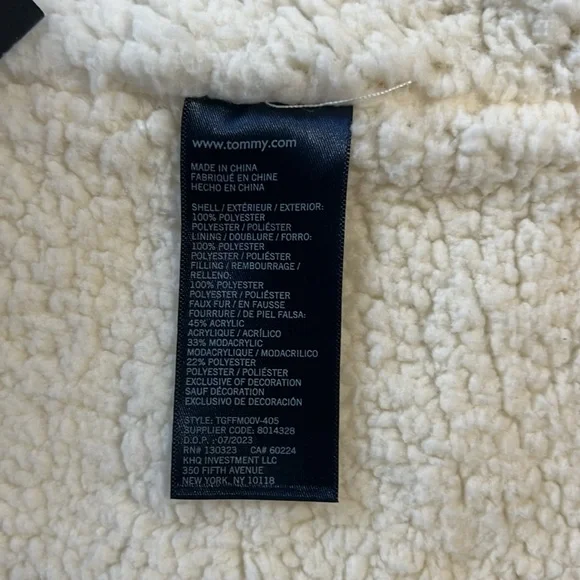 www.tommy.com
MADE IN CHINA
FABRIQUÉ EN CHINE
HECHO EN CHINA
SHELL / EXTÉRIEUR / EXTERIOR:
100% POLYESTER
POLYESTER / POLIÉSTER
LINING / DOUBLURE / FORRO:
100% POLYESTER
POLYESTER / POLIÉSTER
FILLING / REMBOURRAGE /
RELLENO:
100% POLYESTER
POLYESTER / POLIÉSTER
FAUX FUR / EN FAUSSE
FOURRURE / DE PIEL FALSA:
45% ACRYLIC
ACRYLIQUE / ACRÍLICO
33% MODACRYLIC
MODACRYLIQUE / MODACRILICO
22% POLYESTER
POLYESTER / POLIÉSTER
EXCLUSIVE OF DECORATION
SAUF DÉCORATION
EXCLUSIVO DE DECORACIÓN
STYLE: TGFFM00V-405
SUPPLIER CODE: 8014328
D.O.P. :07/2023
RN# 130323 CA# 60224
KHQ INVESTMENT LLC
350 FIFTH AVENUE
NEW YORK, NY 10118